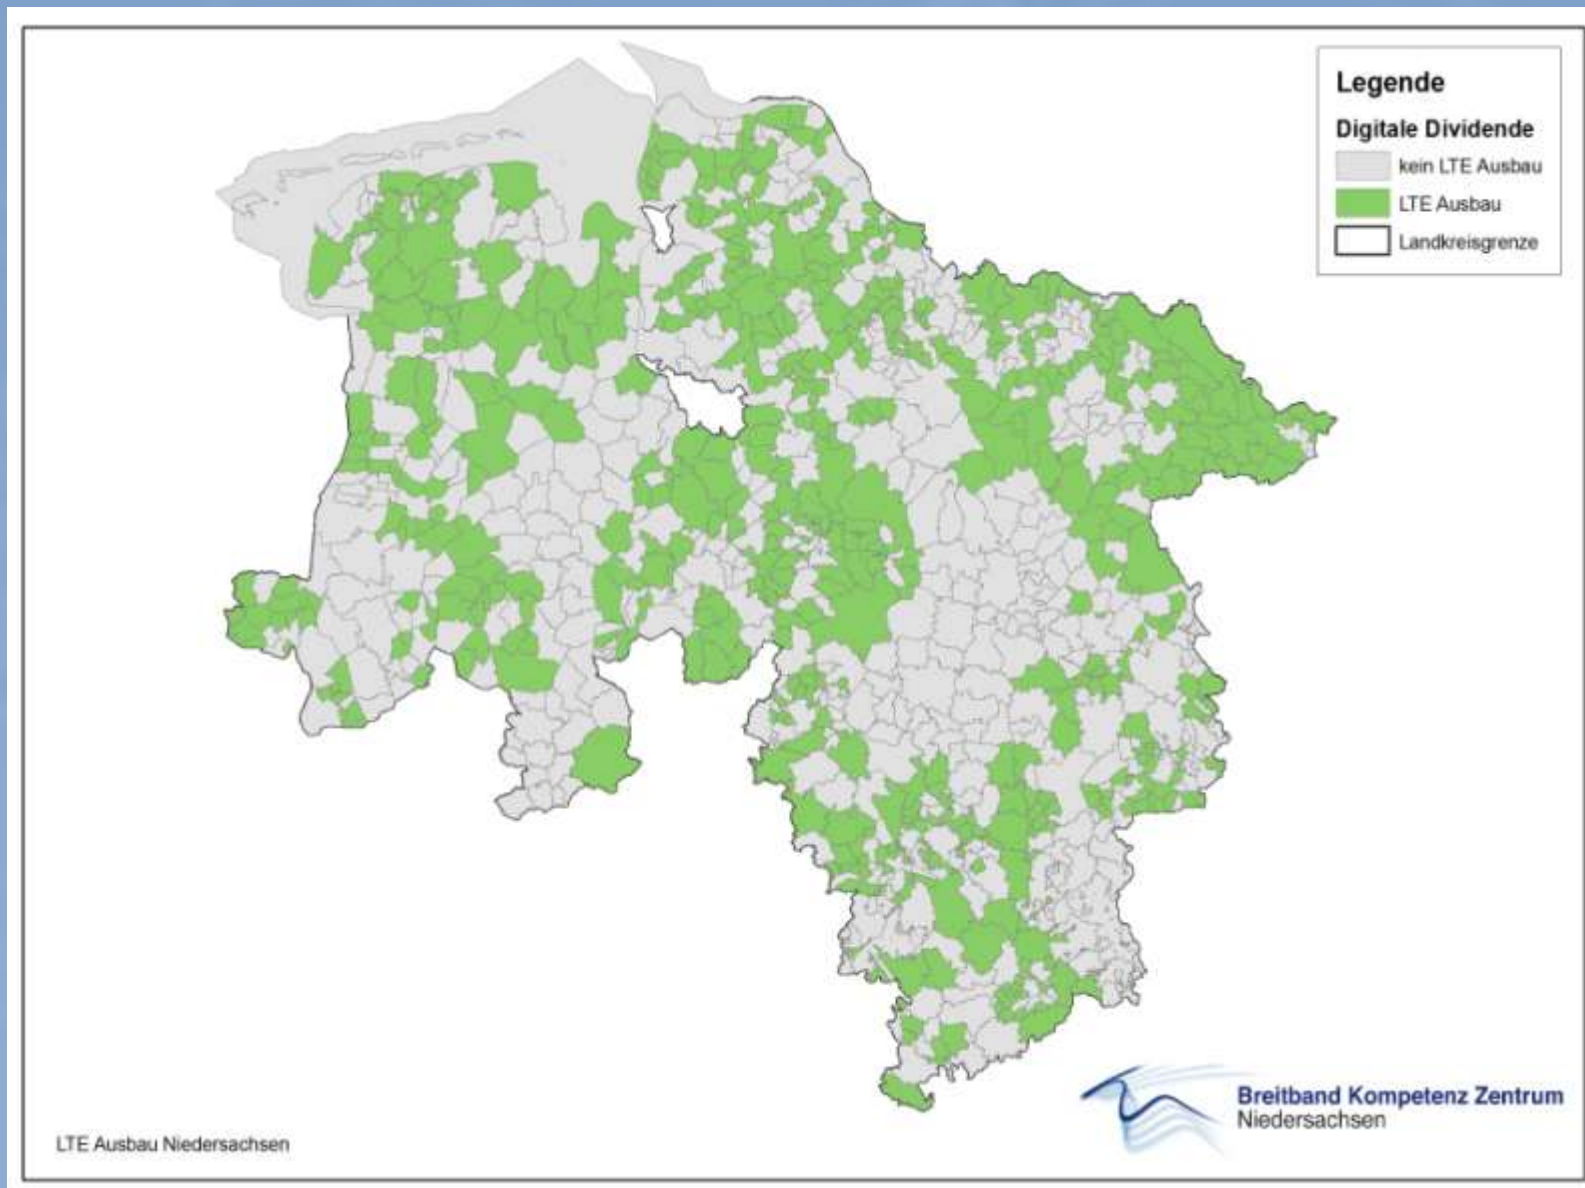 Legende
Digitale Dividende
kein LTE Ausbau
LTE Ausbau
Landkreisgrenze
Breitband Kompetenz Zentrum
Niedersachsen
LTE Ausbau Niedersachsen